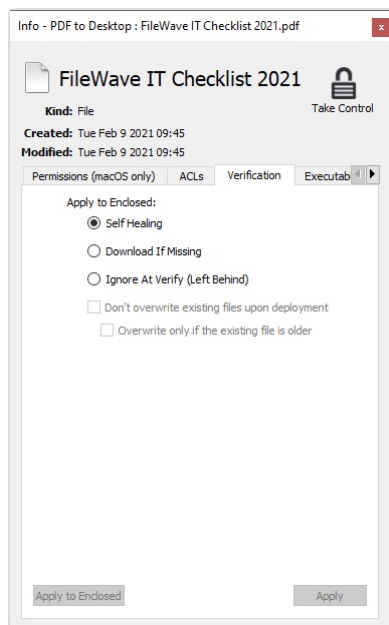 Info - PDF to Desktop : FileWave IT Checklist 2021.pdf
x
FileWave IT Checklist 2021
Take Control
Kind: File
Created: Tue Feb 9 2021 09:45
Modified: Tue Feb 9 2021 09:45
Permissions (macOS only) ACLs Verification Executab
Apply to Enclosed:
Self Healing
Download If Missing
Ignore At Verify (Left Behind)
Don't overwrite existing files upon deployment
Overwrite only if the existing file is older
Apply to Enclosed Apply